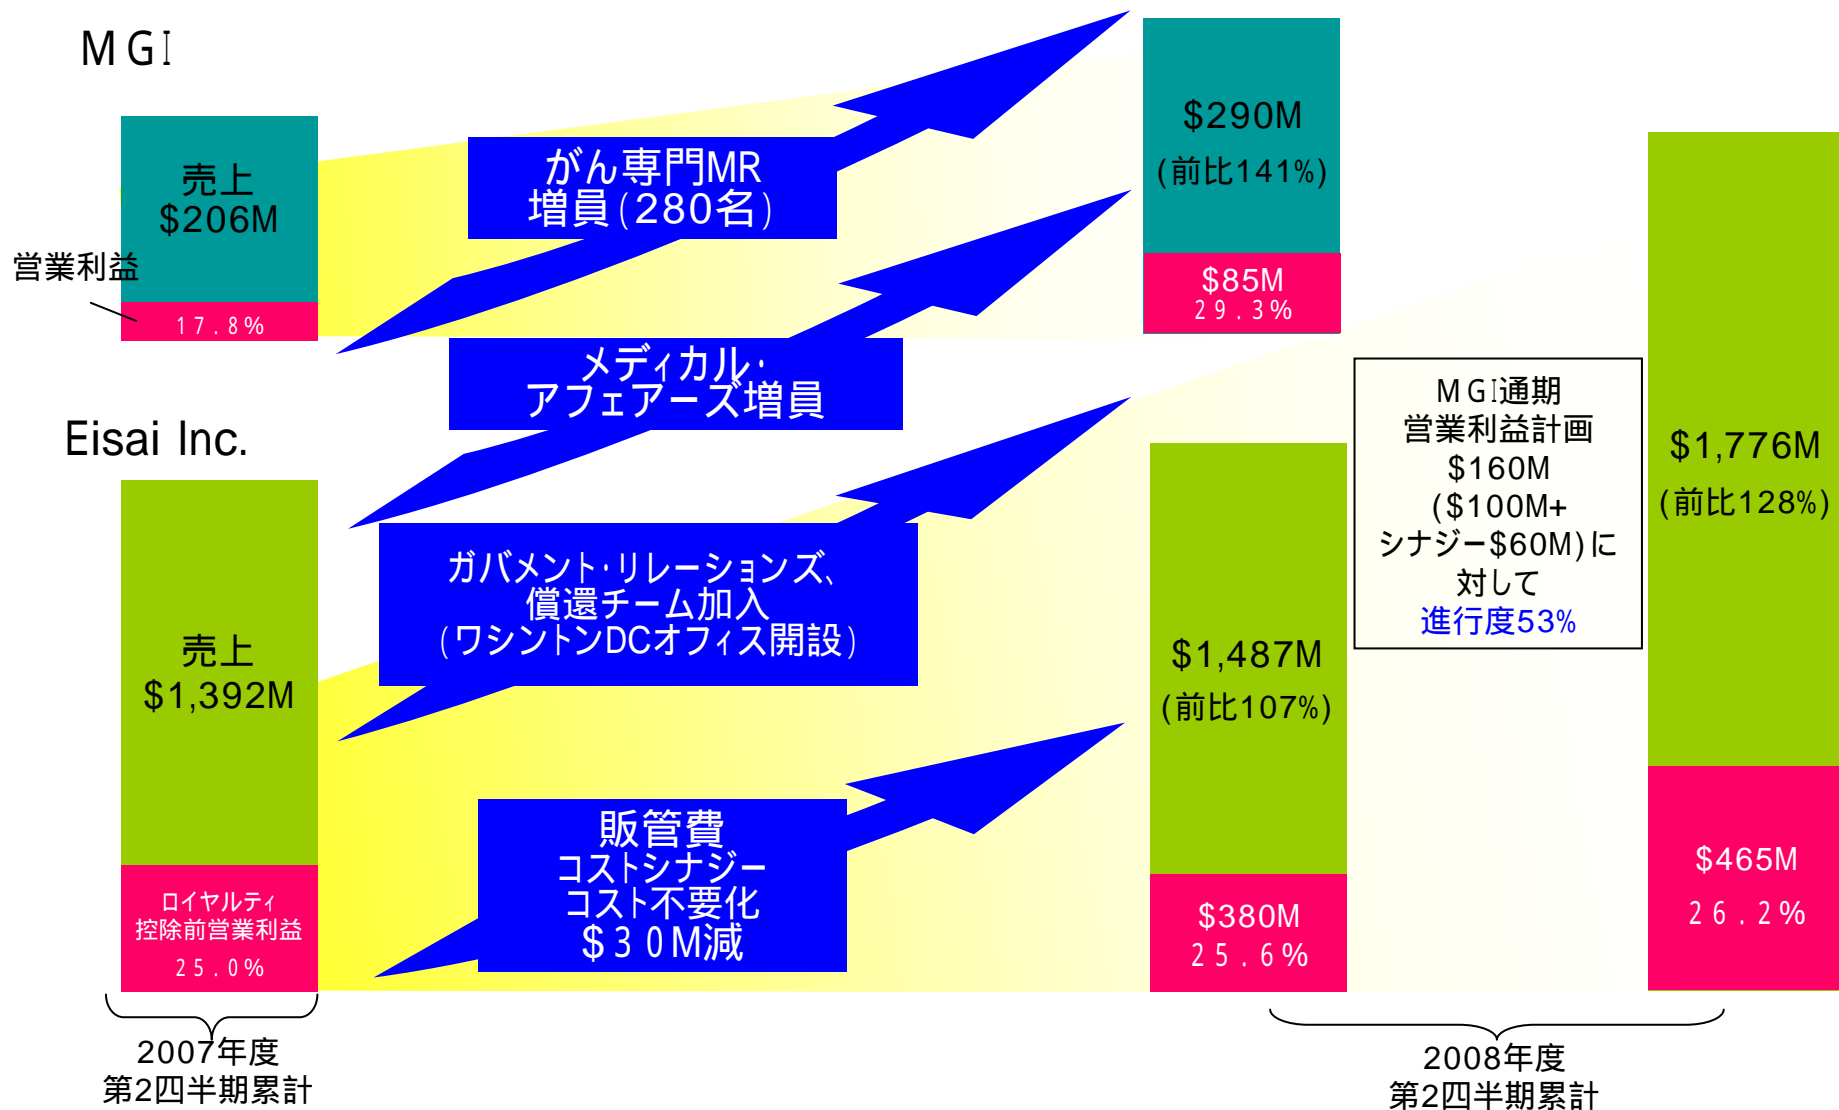 MGI
売上
$206M
営業利益
17.8%
がん専門MR
増員(280名)
$290M
(前比141%)
$85M
29.3%
メディカル・
アフェアーズ増員
Eisai Inc.
売上
$1,392M
ロイヤルティ
控除前営業利益
25.0%
ガバメント・リレーションズ、
償還チーム加入
(ワシントンDCオフィス開設)
販管費
コストシナジー
コスト不要化
$30M減
$1,487M
(前比107%)
$380M
25.6%
MGI通期
営業利益計画
$160M
($100M+
シナジー$60M)に
対して
進行度53%
$1,776M
(前比128%)
$465M
26.2%
2007年度
第2四半期累計
2008年度
第2四半期累計